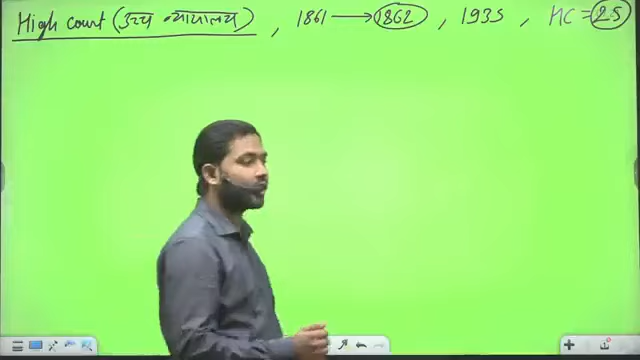 High court (उच्च न्यायालय) , 1861 → 1862 , 1935 , HC = 25